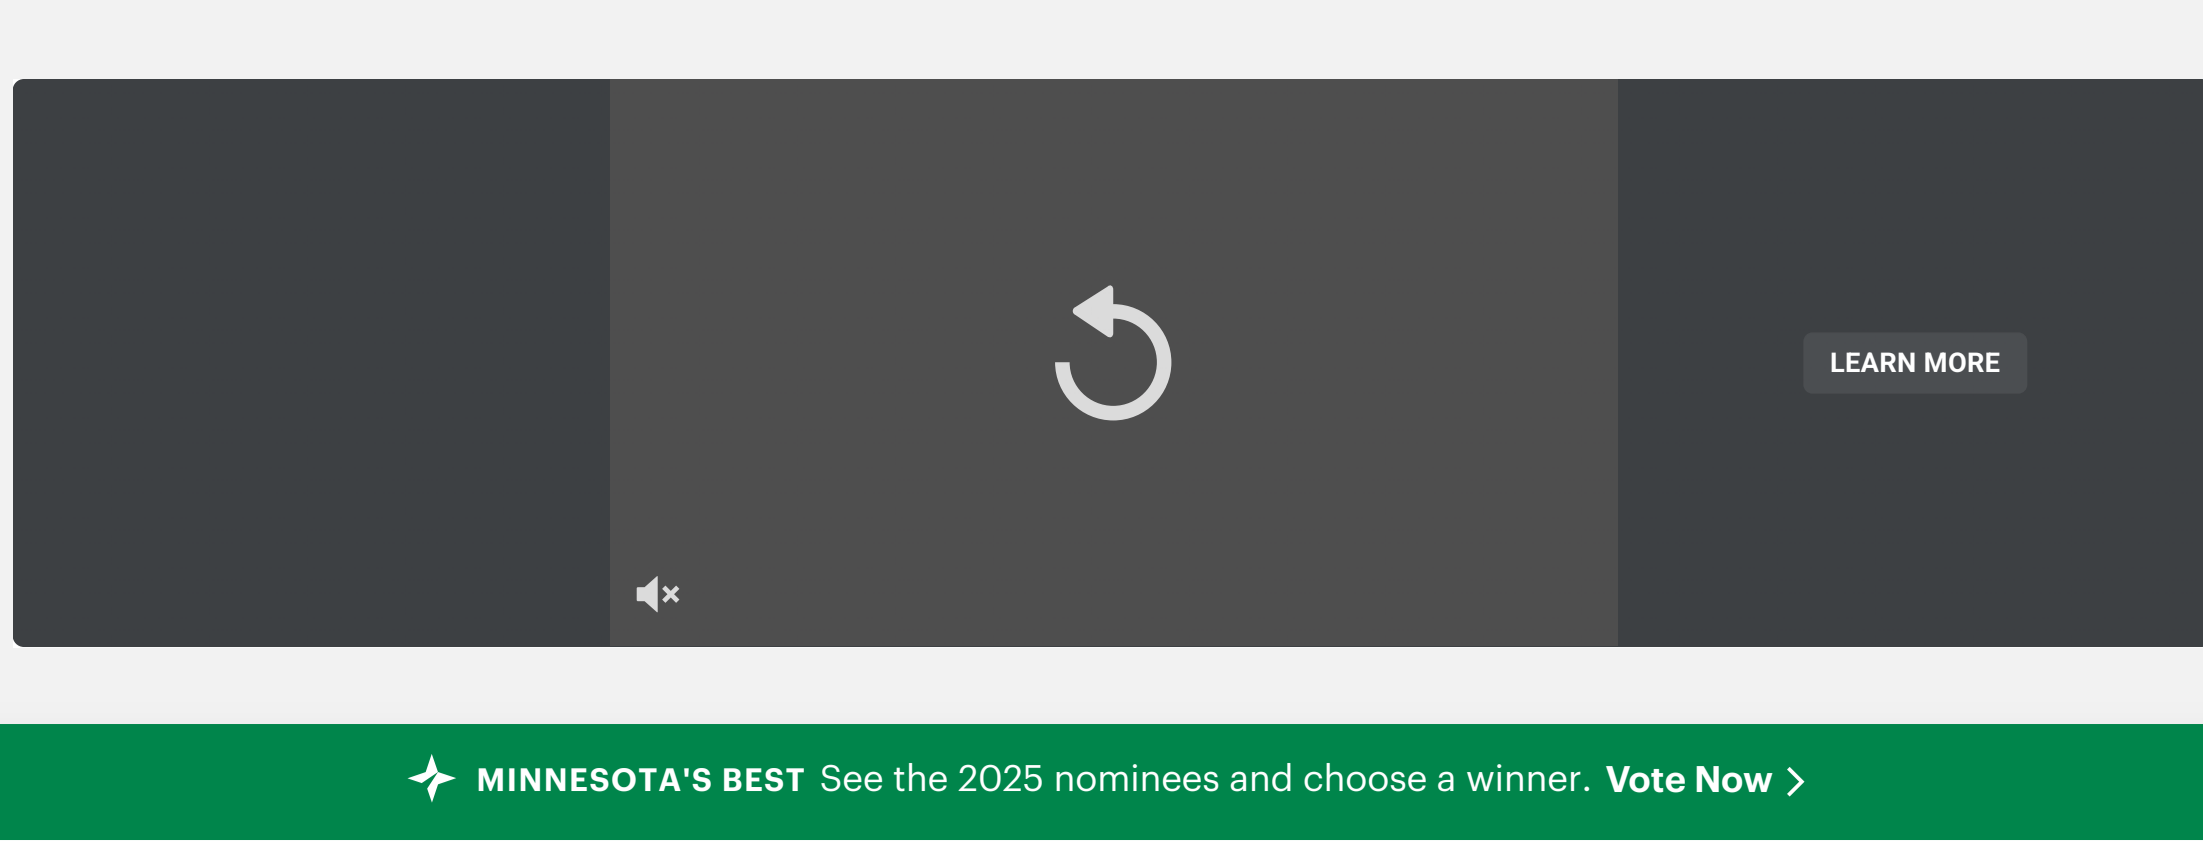 LEARN MORE
MINNESOTA'S BEST See the 2025 nominees and choose a winner. Vote Now